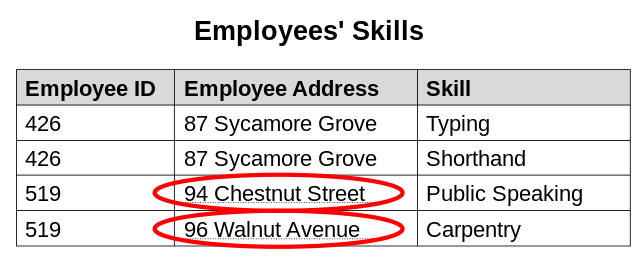 Employees' Skills
Employee ID Employee Address Skill
426 87 Sycamore Grove Typing
426 87 Sycamore Grove Shorthand
519 94 Chestnut Street Public Speaking
519 96 Walnut Avenue Carpentry